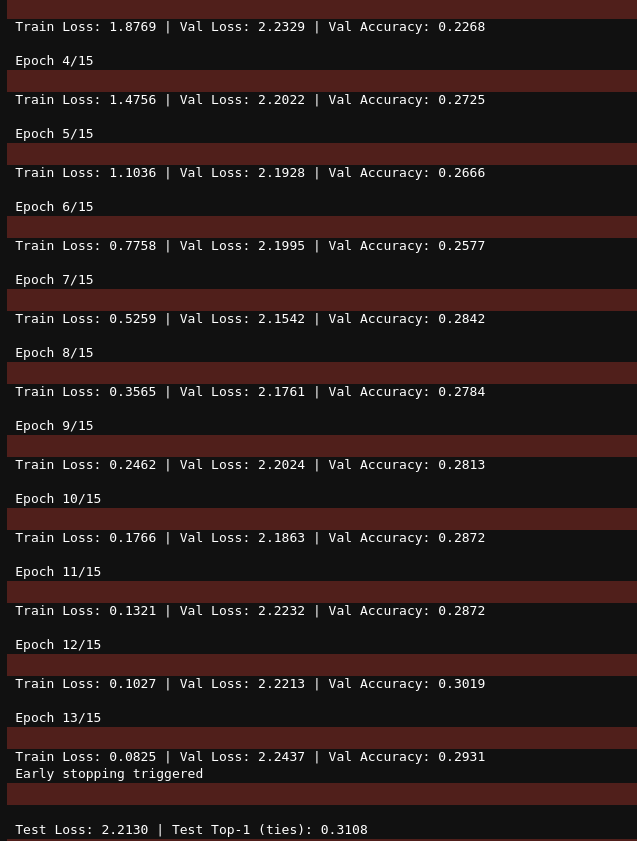 Train Loss: 1.8769 | Val Loss: 2.2329 | Val Accuracy: 0.2268
Epoch 4/15
Train Loss: 1.4756 | Val Loss: 2.2022 | Val Accuracy: 0.2725
Epoch 5/15
Train Loss: 1.1036 | Val Loss: 2.1928 | Val Accuracy: 0.2666
Epoch 6/15
Train Loss: 0.7758 | Val Loss: 2.1995 | Val Accuracy: 0.2577
Epoch 7/15
Train Loss: 0.5259 | Val Loss: 2.1542 | Val Accuracy: 0.2842
Epoch 8/15
Train Loss: 0.3565 | Val Loss: 2.1761 | Val Accuracy: 0.2784
Epoch 9/15
Train Loss: 0.2462 | Val Loss: 2.2024 | Val Accuracy: 0.2813
Epoch 10/15
Train Loss: 0.1766 | Val Loss: 2.1863 | Val Accuracy: 0.2872
Epoch 11/15
Train Loss: 0.1321 | Val Loss: 2.2232 | Val Accuracy: 0.2872
Epoch 12/15
Train Loss: 0.1027 | Val Loss: 2.2213 | Val Accuracy: 0.3019
Epoch 13/15
Train Loss: 0.0825 | Val Loss: 2.2437 | Val Accuracy: 0.2931
Early stopping triggered
Test Loss: 2.2130 | Test Top-1 (ties): 0.3108